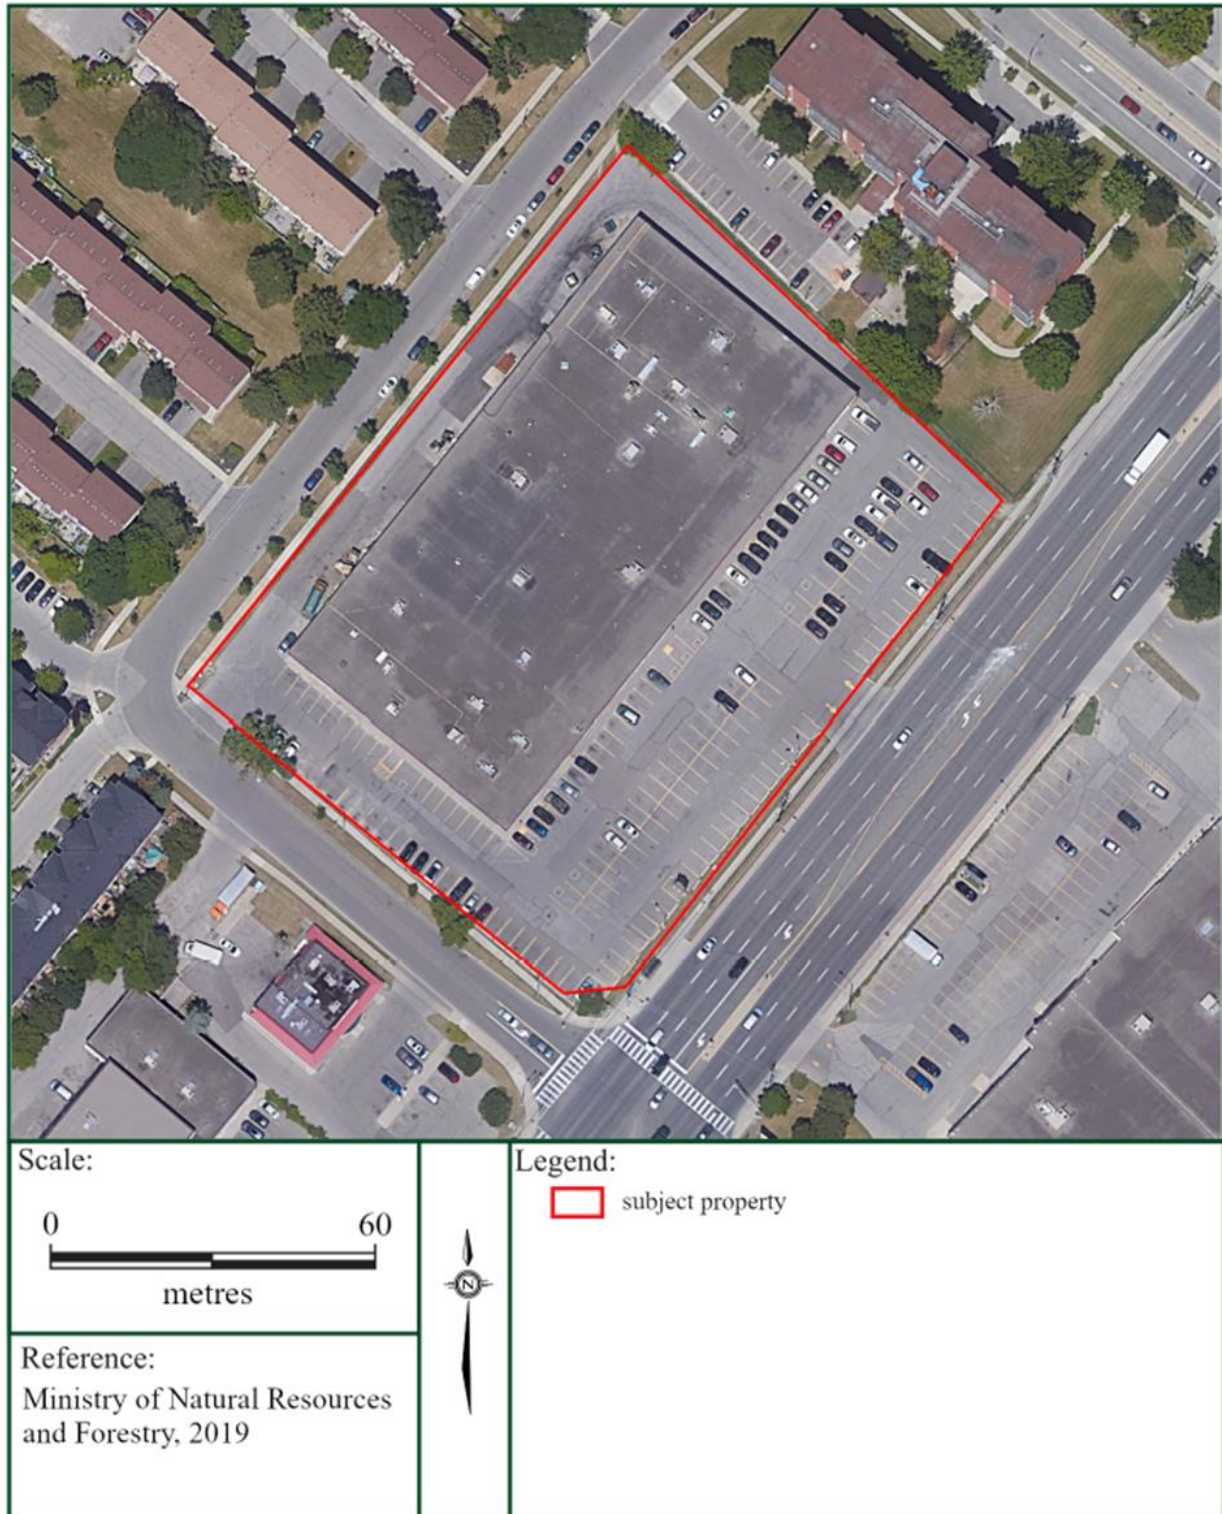 Scale:
0 60
metres
Reference:
Ministry of Natural Resources
and Forestry, 2019
N
Legend:
subject property